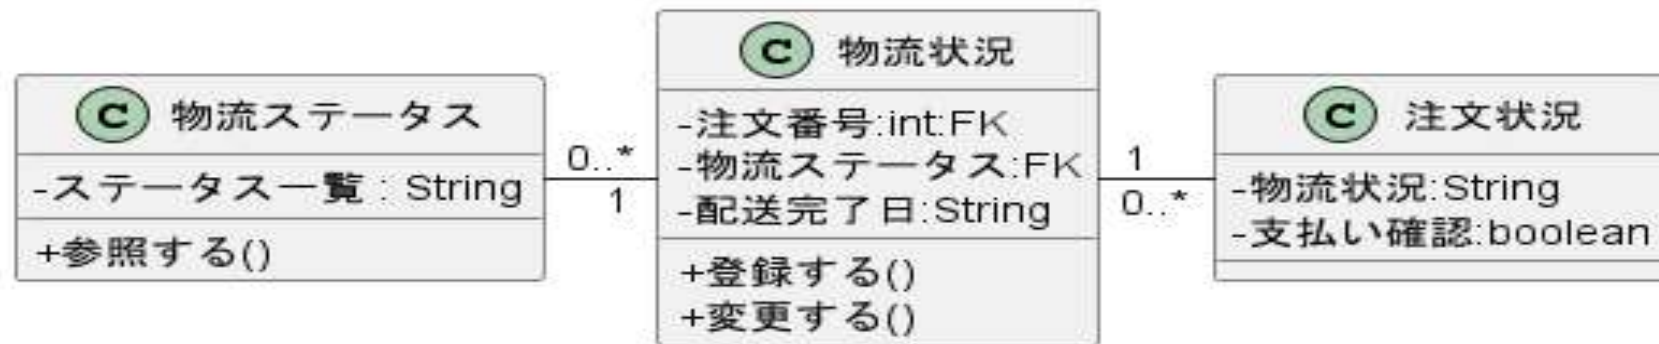 C 物流ステータス
-ステータス一覧 : String
+参照する()
0..*
1
C 物流状況
-注文番号:int:FK
-物流ステータス:FK
-配送完了日:String
+登録する()
+変更する()
1
0..*
C 注文状況
-物流状況:String
-支払い確認:boolean